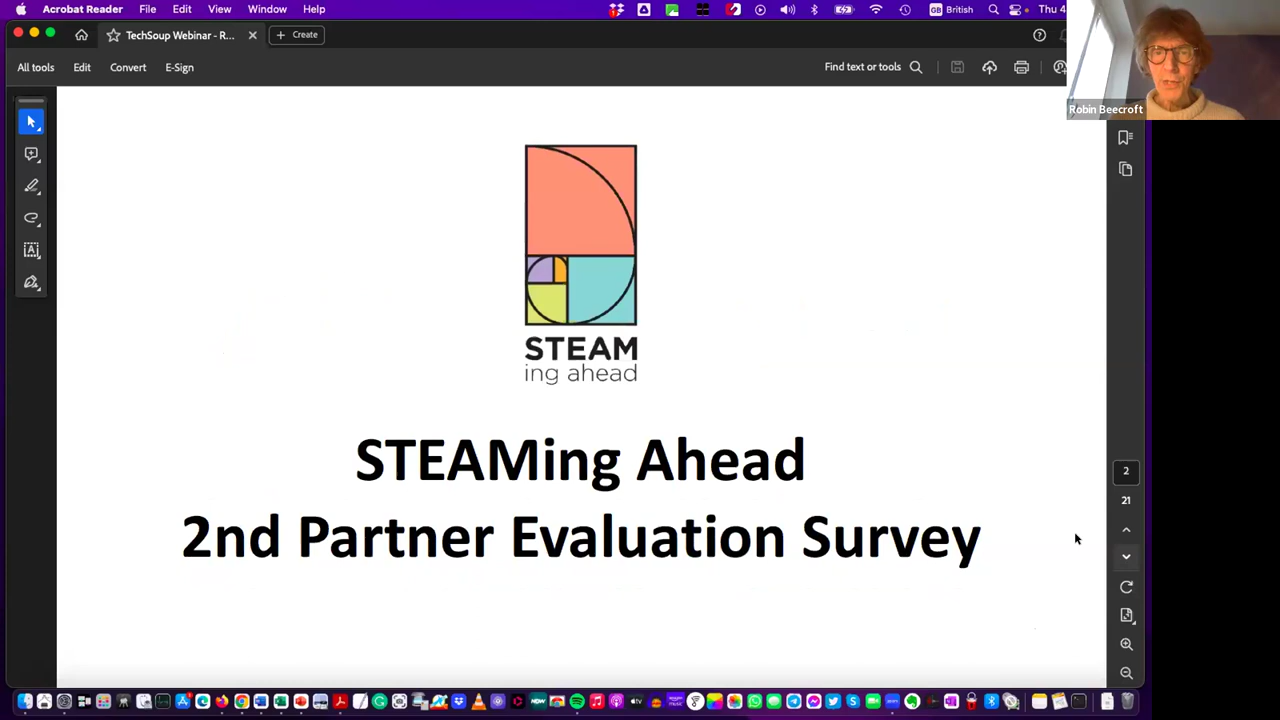 Acrobat Reader File Edit View Window Help
British Thu 4
TechSoup Webinar - R...
Create
All tools Edit Convert E-Sign
Find text or tools
Robin Beecroft
STEAM
ing ahead
STEAMing Ahead
2nd Partner Evaluation Survey
2
21